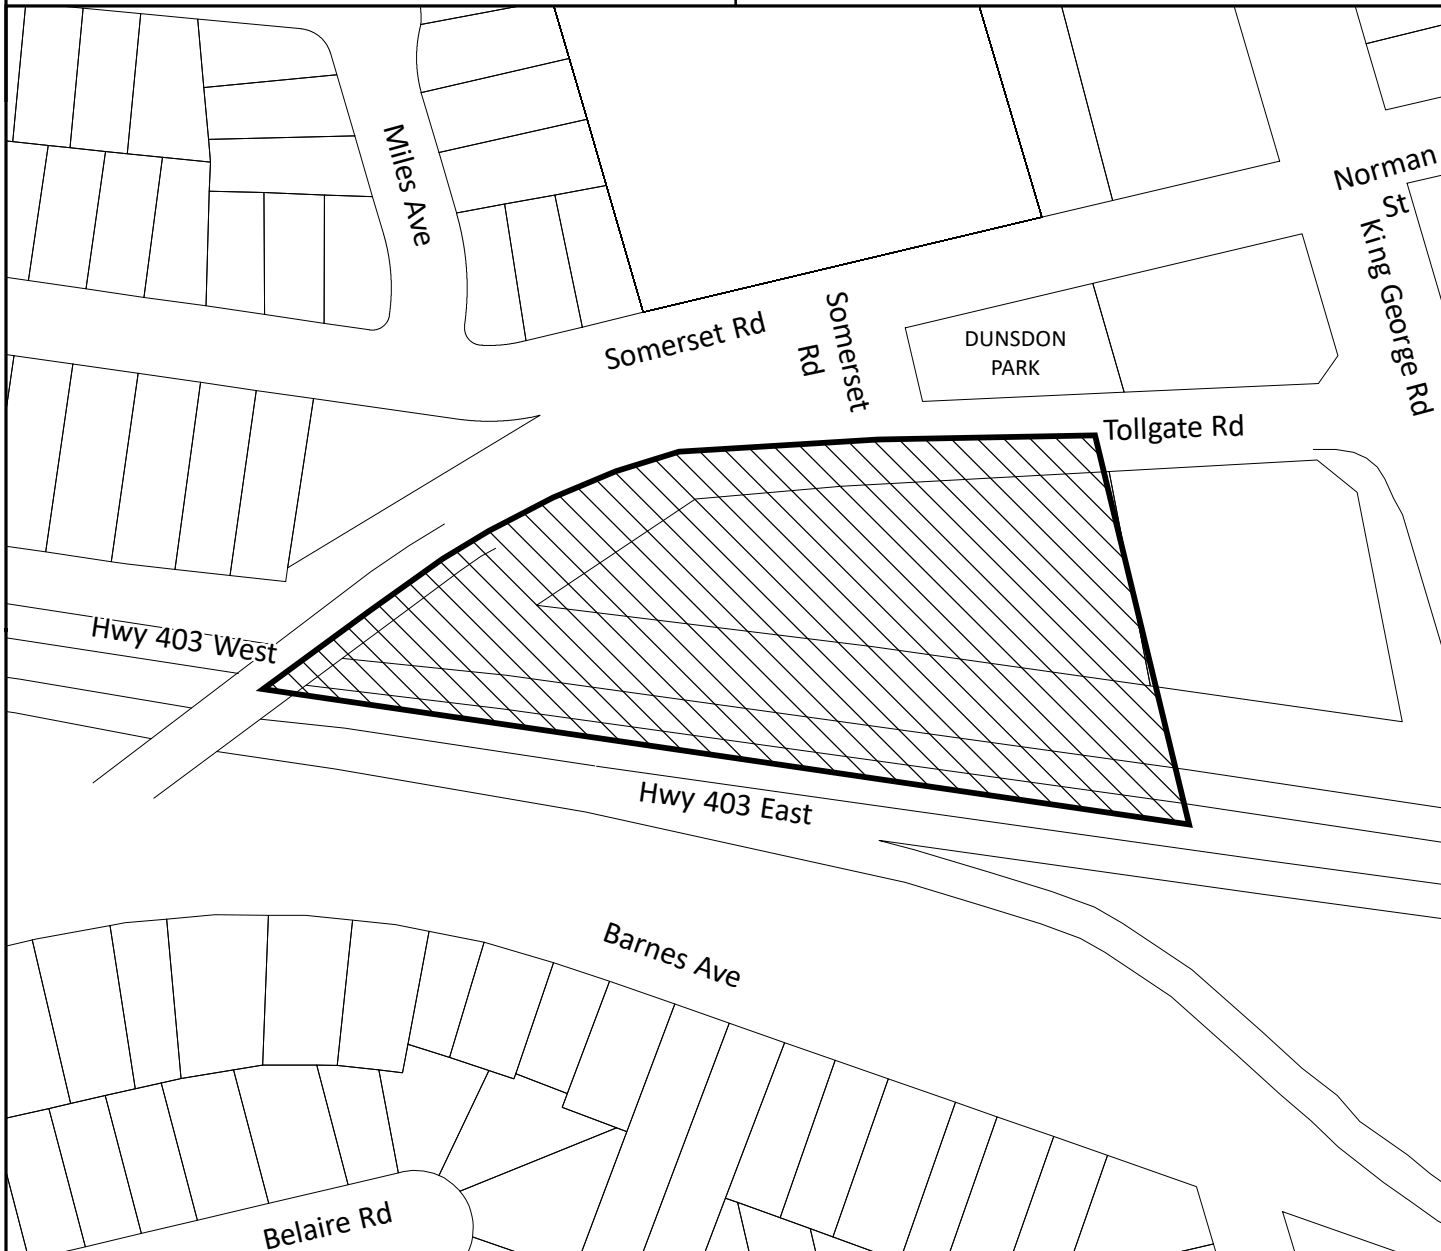 Miles Ave
Norman
St
King George Rd
Somerset Rd
Somerset
Rd
DUNSDON
PARK
Tollgate Rd
Hwy 403 West
Hwy 403 East
Barnes Ave
Belaire Rd